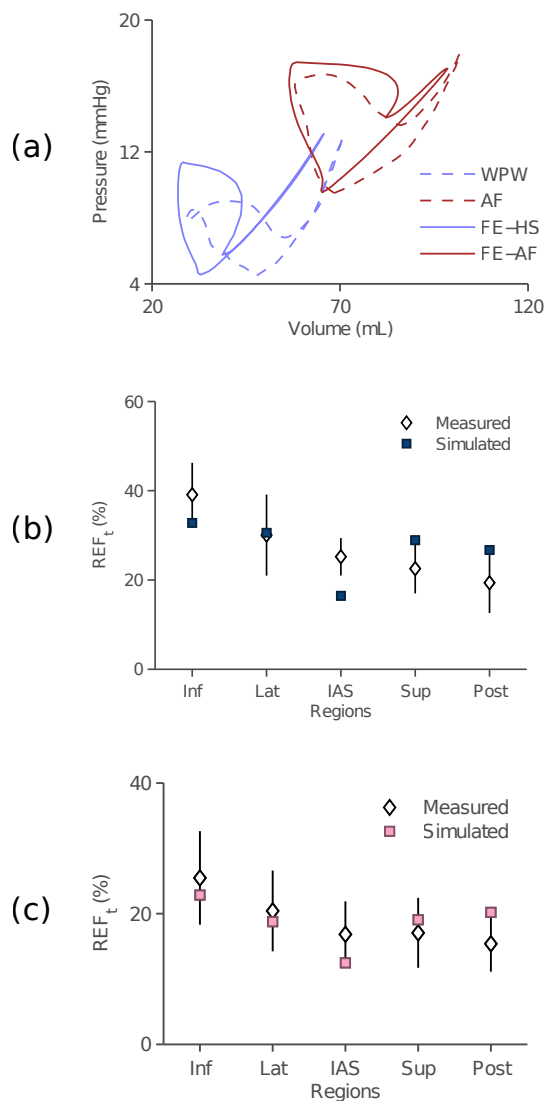 (a)
Pressure (mmHg)
20
12
4
20
70
120
Volume (mL)
WPW
AF
FE−HS
FE−AF
(b)
REFt (%)
60
40
20
0
Measured
Simulated
Inf
Lat
IAS
Sup
Post
Regions
(c)
REFt (%)
40
20
0
Measured
Simulated
Inf
Lat
IAS
Sup
Post
Regions